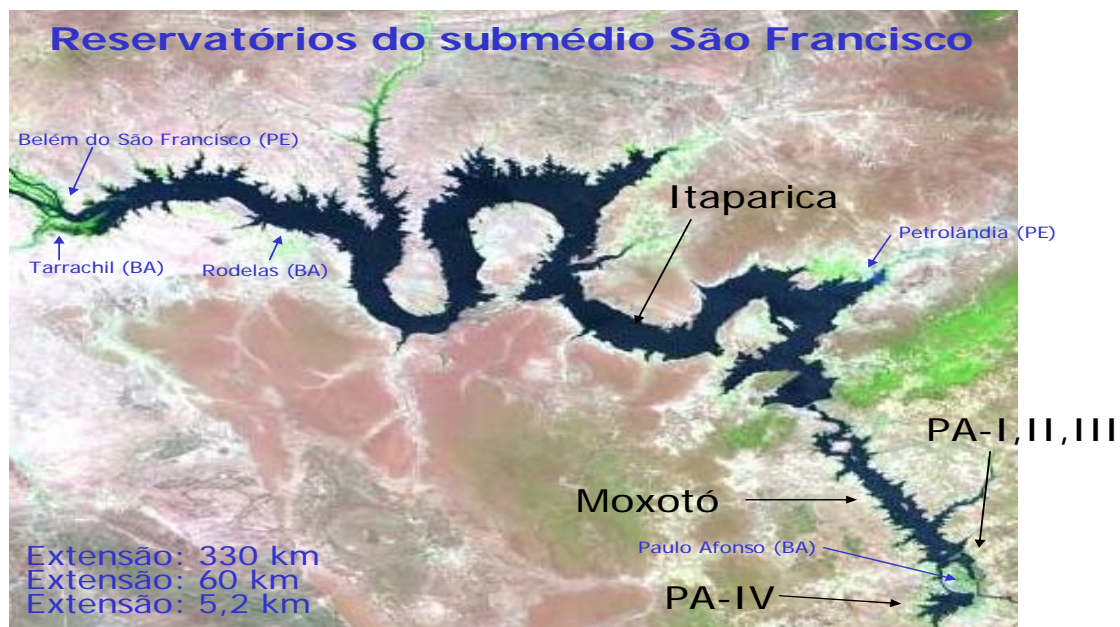 Reservatórios do submédio São Francisco
Belém do São Francisco (PE)
Itaparica
Petrolândia (PE)
Tarrachil (BA)
Rodelas (BA)
PA-I,II,III
Moxotó
Extensão: 330 km
Paulo Afonso (BA)
Extensão: 60 km
Extensão: 5,2 km
PA-IV